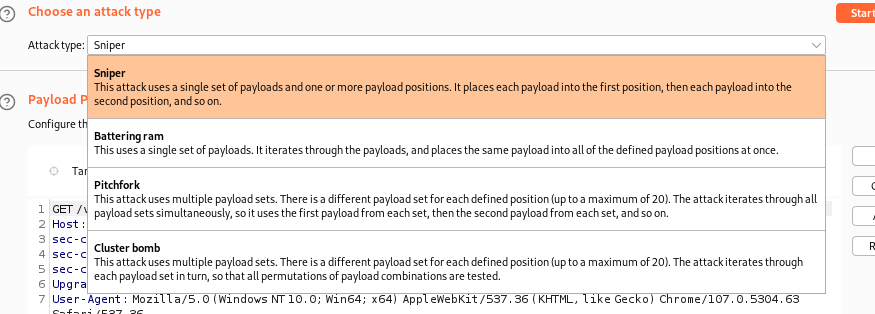 Choose an attack type
Start
Attack type: Sniper
Sniper
This attack uses a single set of payloads and one or more payload positions. It places each payload into the first position, then each payload into the
second position, and so on.
Payload P
Configure th
Battering ram
This uses a single set of payloads. It iterates through the payloads, and places the same payload into all of the defined payload positions at once.
Tar
Pitchfork
This attack uses multiple payload sets. There is a different payload set for each defined position (up to a maximum of 20). The attack iterates through all
payload sets simultaneously, so it uses the first payload from each set, then the second payload from each set, and so on.
Cluster bomb
This attack uses multiple payload sets. There is a different payload set for each defined position (up to a maximum of 20). The attack iterates through
each payload set in turn, so that all permutations of payload combinations are tested.
1 GET /v
2 Host:
3 sec-c
4 sec-c
5 sec-c
6 Upgra
7 User-Agent: Mozilla/5.0 (Windows NT 10.0; Win64; x64) AppleWebKit/537.36 (KHTML, like Gecko) Chrome/107.0.5304.63
Safari/537.36